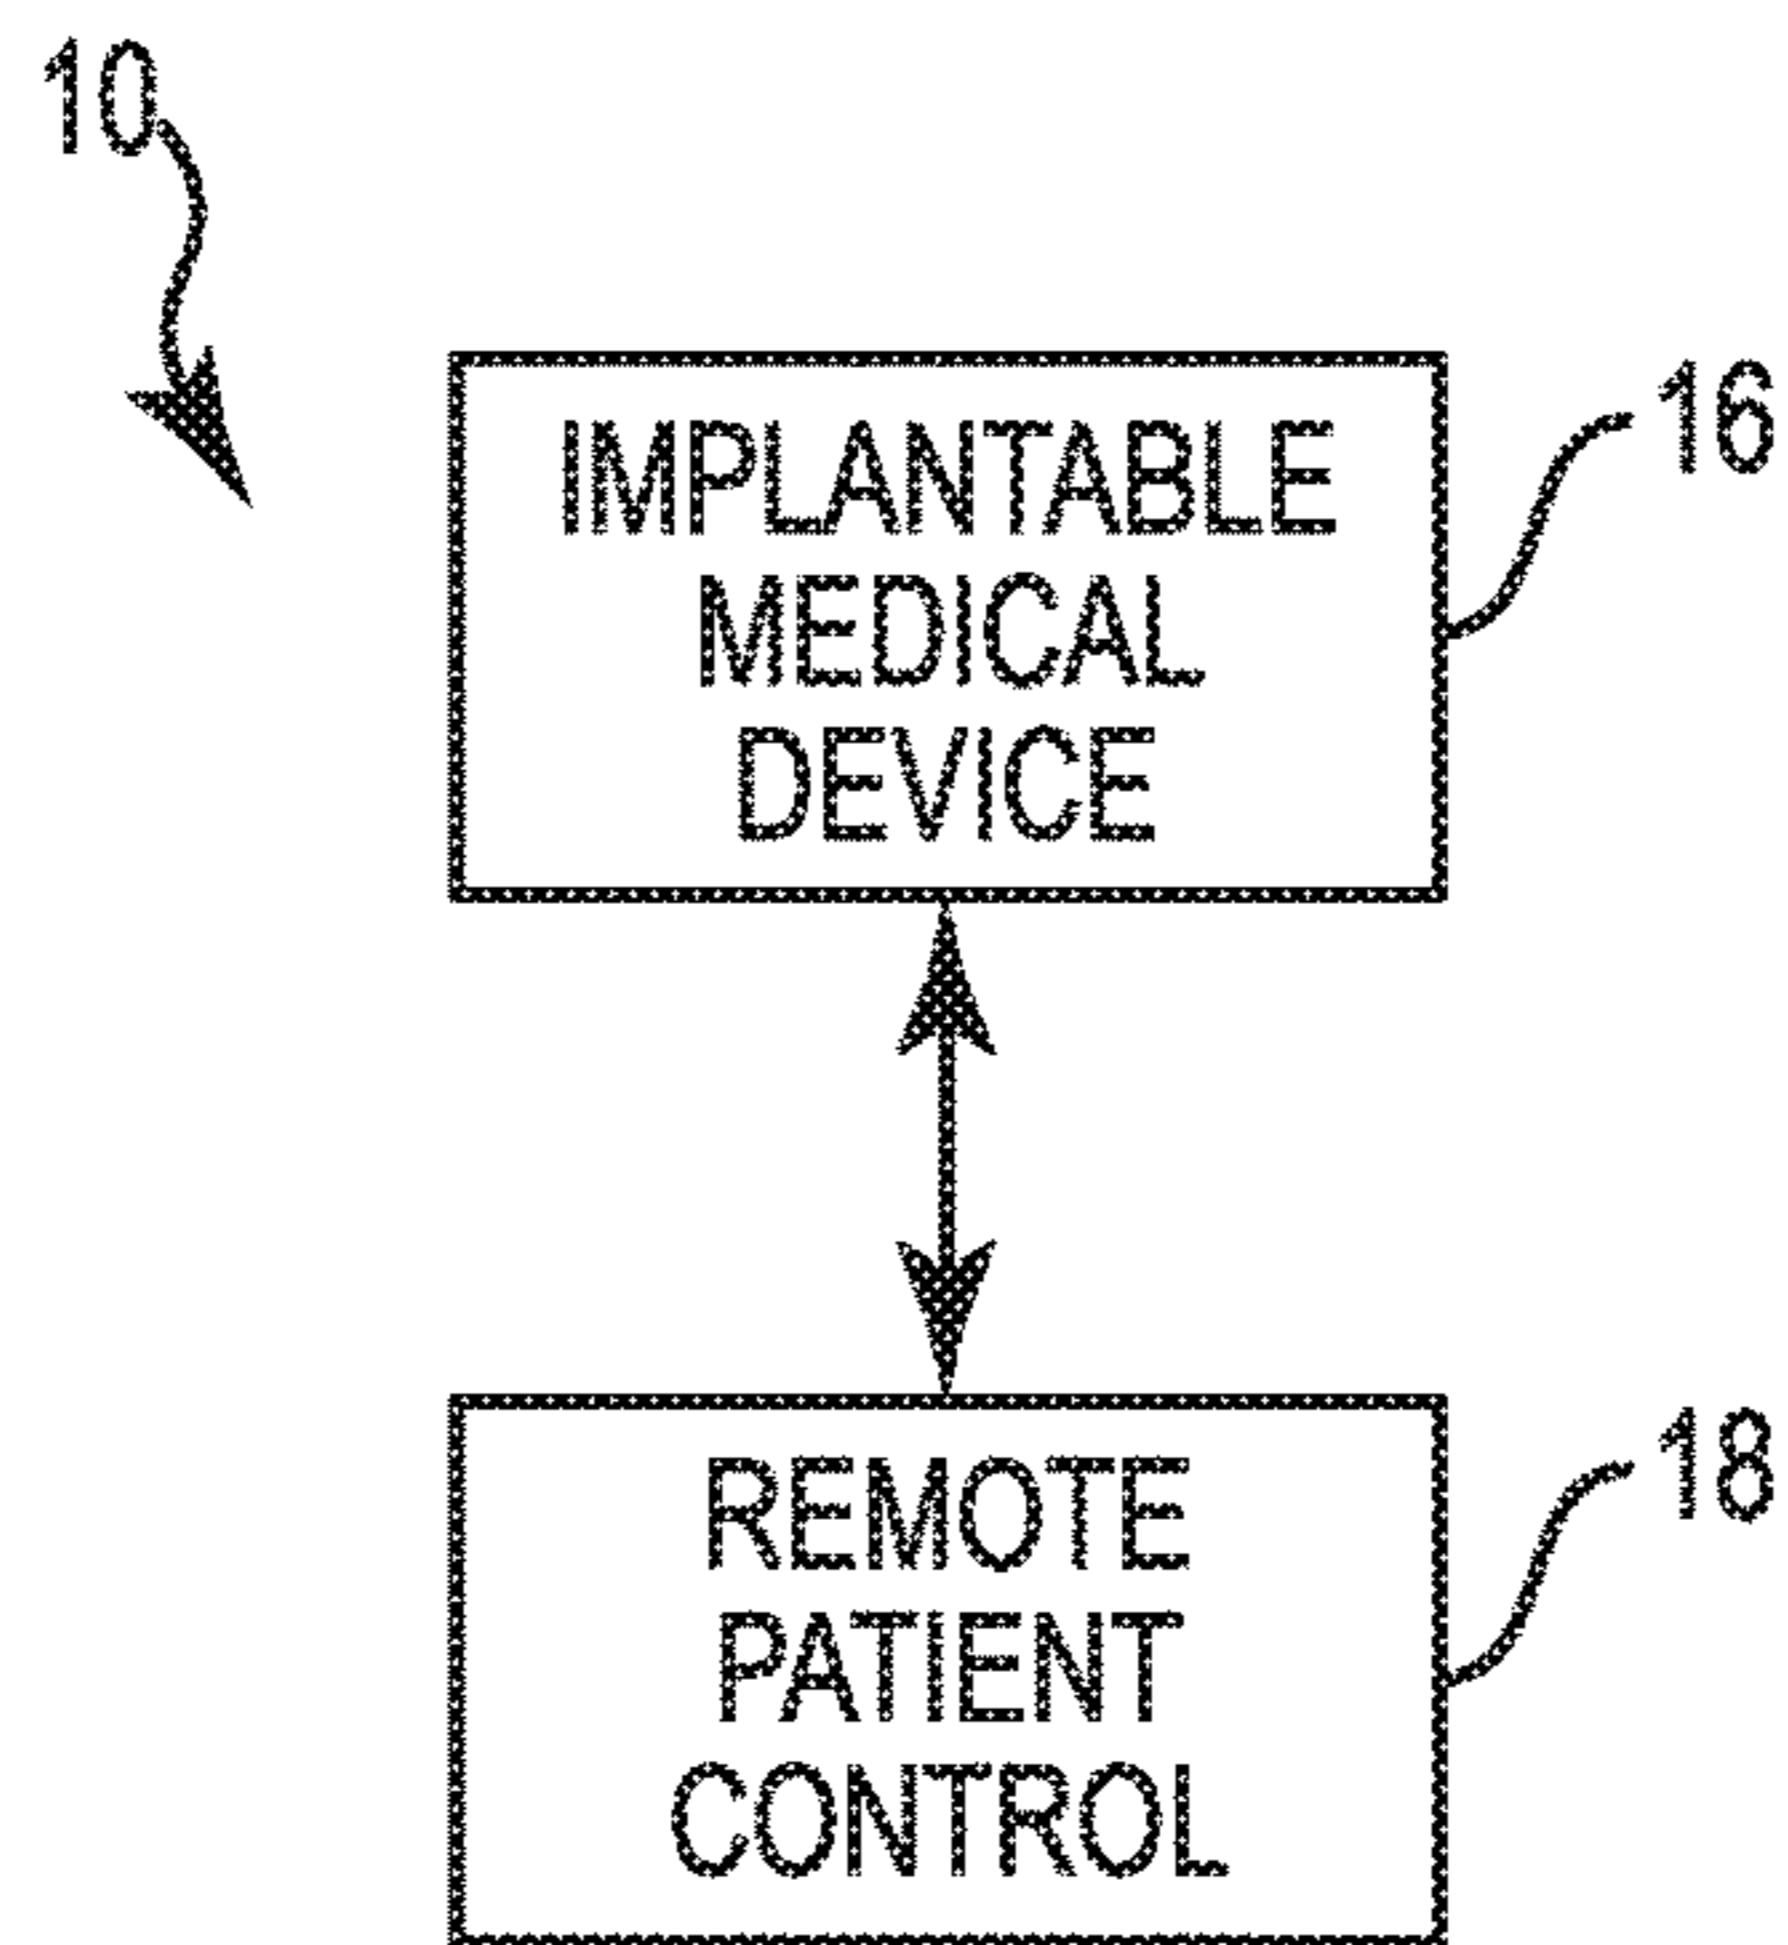 10
IMPLANTABLE
MEDICAL
DEVICE
16
REMOTE
PATIENT
CONTROL
18